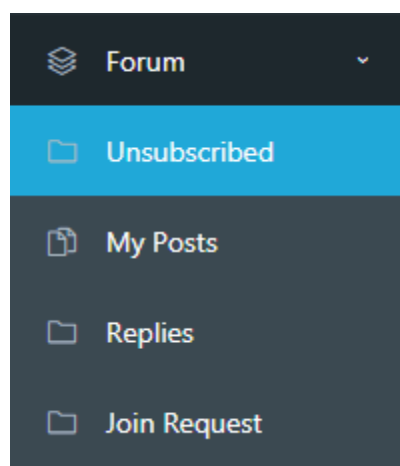 Forum
Unsubscribed
My Posts
Replies
Join Request